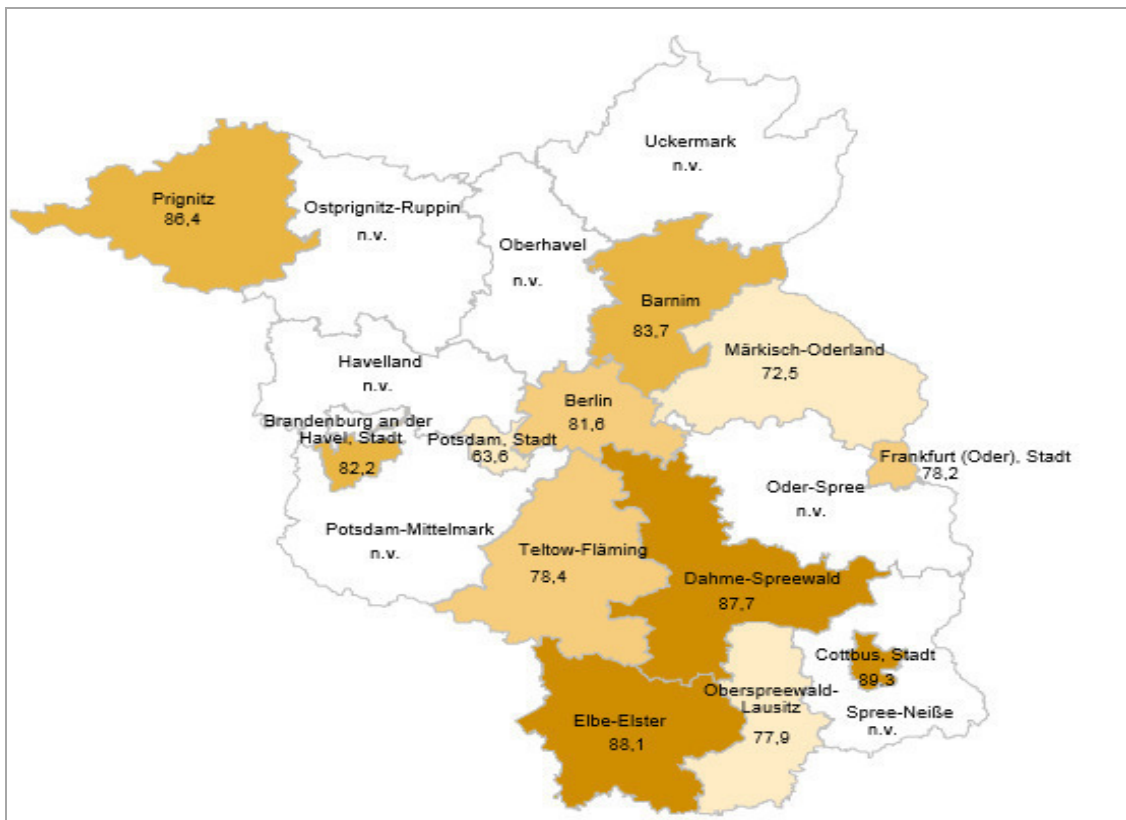 Uckermark
n.v.
Prignitz
86,4
Ostprignitz-Ruppin
n.v.
Oberhavel
n.v.
Barnim
83,7
Märkisch-Oderland
72,5
Havelland
n.v.
Berlin
81,6
Brandenburg an der
Havel, Stadt
82,2
Potsdam, Stadt
63,6
Frankfurt (Oder), Stadt
78,2
Oder-Spree
n.v.
Potsdam-Mittelmark
n.v.
Teltow-Fläming
78,4
Dahme-Spreewald
87,7
Cottbus, Stadt
89,3
Oberspreewald-
Lausitz
77,9
Elbe-Elster
88,1
Spree-Neiße
n.v.